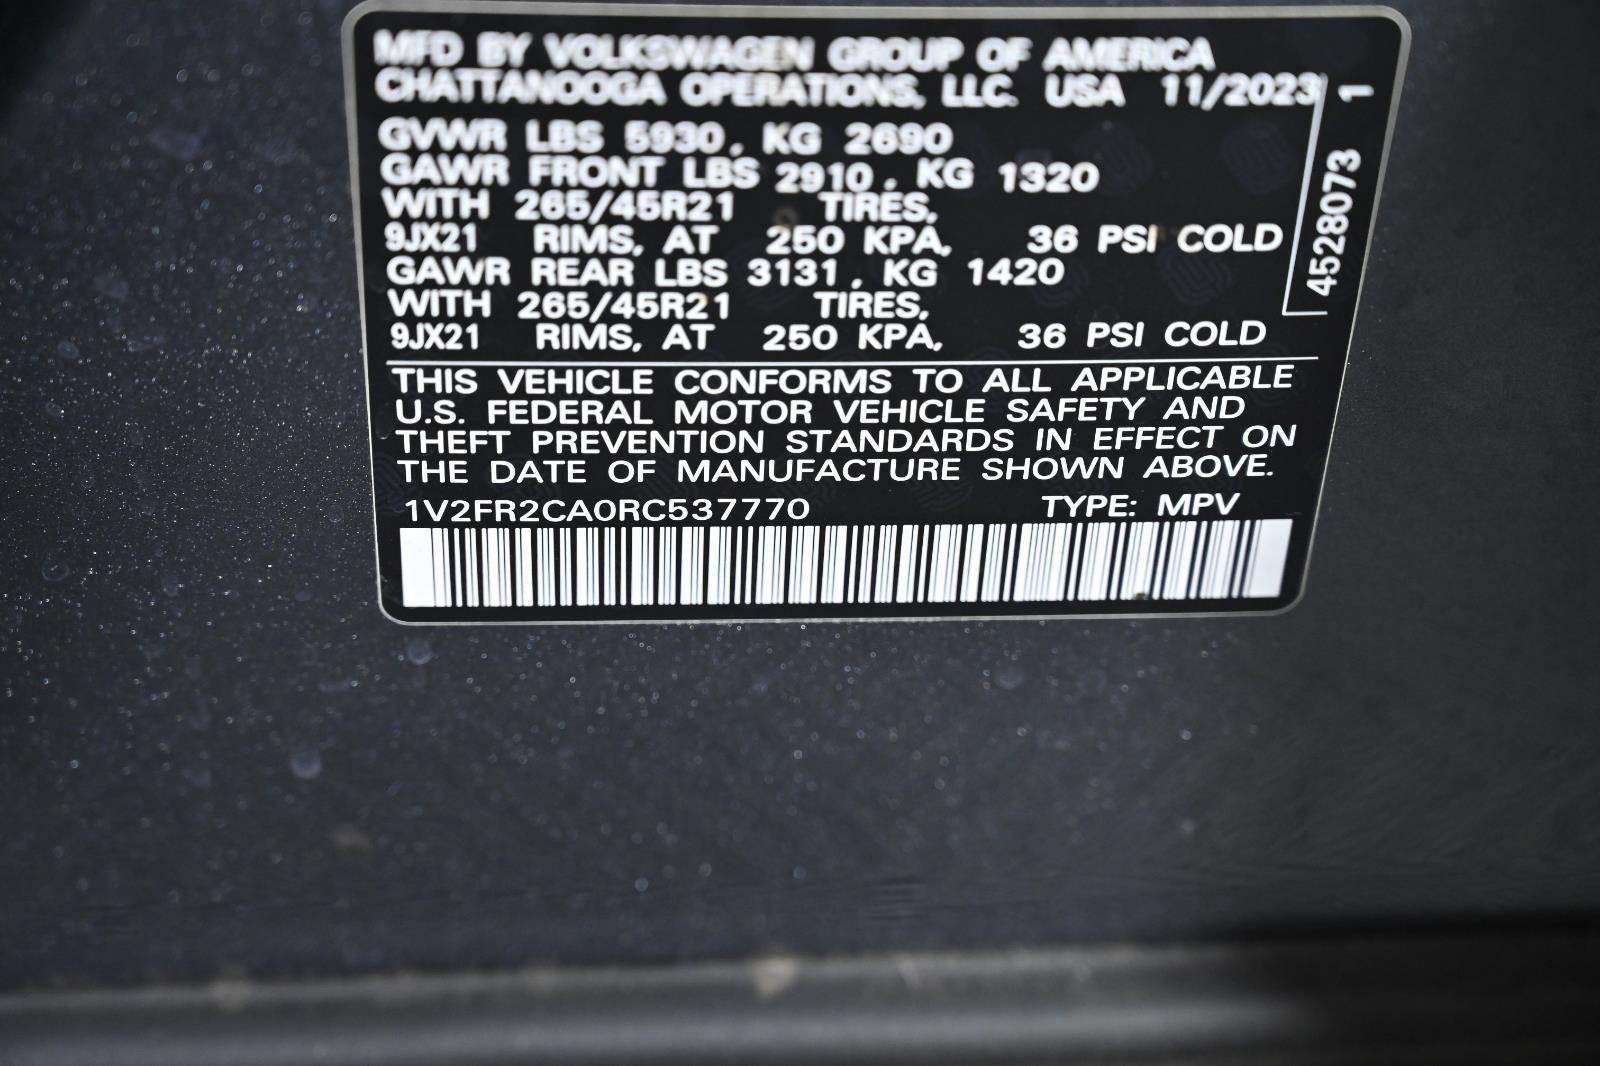 MFD BY VOLKSWAGEN GROUP OF AMERICA
CHATTANOOGA OPERATIONS, LLC. USA 11/2023
GVWR LBS 5930, KG 2690
GAWR FRONT LBS 2910, KG 1320
WITH 265/45R21 TIRES,
9JX21 RIMS, AT 250 KPA, 36 PSI COLD
GAWR REAR LBS 3131, KG 1420
WITH 265/45R21 TIRES,
9JX21 RIMS, AT 250 KPA, 36 PSI COLD
THIS VEHICLE CONFORMS TO ALL APPLICABLE
U.S. FEDERAL MOTOR VEHICLE SAFETY AND
THEFT PREVENTION STANDARDS IN EFFECT ON
THE DATE OF MANUFACTURE SHOWN ABOVE.
1V2FR2CA0RC537770 TYPE: MPV
4528073 1